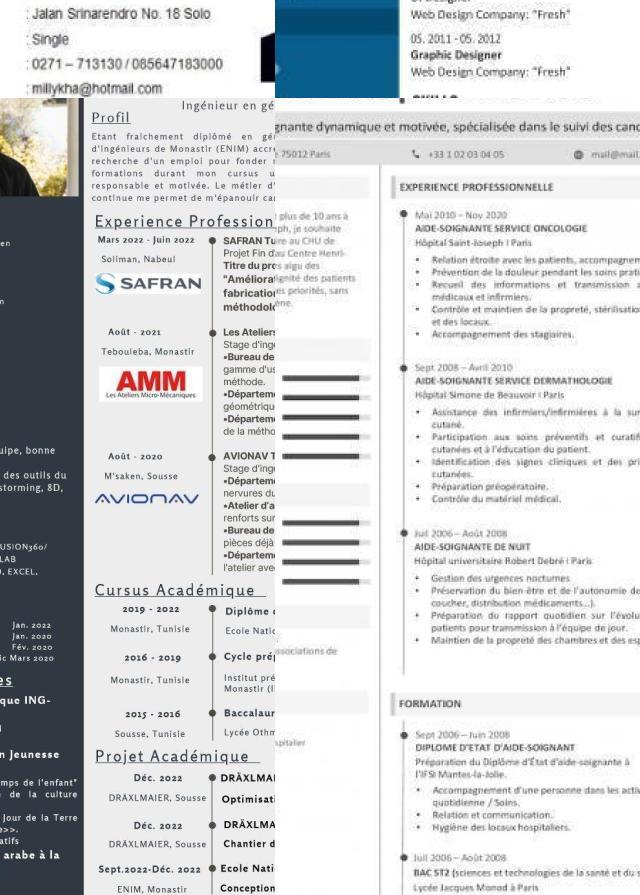 : Jalan Srinarendro No. 18 Solo
: Single
: 0271 – 713130 / 085647183000
: millykha@hotmail.com
Web Design Company: "Fresh"
05. 2011 - 05. 2012
Graphic Designer
Web Design Company: "Fresh"
Ingénieur en gé
Profil
Etant fraîchement diplômé en gé
d'Ingénieurs de Monastir (ENIM) accré
recherche d'un emploi pour fonder
formations durant mon cursus u
responsable et motivée. Le métier d'
continue me permet de m'épanouir car
Experience Profession
Mars 2022 - Juin 2022
Soliman, Nabeul
SAFRAN
SAFRAN Tu
Projet Fin d
Titre du pro
"Améliora
fabrication
méthodol
Août - 2021
Tebouleba, Monastir
AMM
Les Ateliers Micro-Mécaniques
Les Ateliers
Stage d'inge
•Bureau de
gamme d'us
méthode.
•Départeme
géométriqu
•Départeme
de la métho
Août - 2020
M'saken, Sousse
AVIONAV
AVIONAV T
Stage d'inge
•Départeme
nervures du
•Atelier d'a
renforts sur
•Bureau de
pièces déjà
•Départeme
l'atelier ave
Cursus Académique
2019 - 2022
Monastir, Tunisie
Diplôme d
Ecole Natio
2016 - 2019
Monastir, Tunisie
Cycle prép
Institut pré
Monastir (I
2015 - 2016
Sousse, Tunisie
Baccalaur
Lycée Othm
Projet Académique
Déc. 2022
DRÄXLMAIER, Sousse
DRÄXLMAI
Optimisati
Déc. 2022
DRÄXLMAIER, Sousse
DRÄXLMA
Chantier d
Sept.2022-Déc. 2022
ENIM, Monastir
Ecole Nati
Conception
en
n
uipe, bonne
des outils du
storming, 8D,
FUSION360/
LAB
), EXCEL,
Jan. 2022
Jan. 2020
Fév. 2020
ic Mars 2020
es
que ING-
n Jeunesse
mps de l'enfant"
n de la culture
Jour de la Terre
e>>.
atifs
arabe à la
gnante dynamique et motivée, spécialisée dans le suivi des canc
75012 Paris
+33 1 02 03 04 05
mail@mail.
plus de 10 ans à
ph, je souhaite
re au CHU de
au Centre Henri-
s aigus des
ignité des patients
es priorités, sans
ène.
ssociations de
spitalier
EXPERIENCE PROFESSIONNELLE
Mai 2010 – Nov 2020
AIDE-SOIGNANTE SERVICE ONCOLOGIE
Hôpital Saint-Joseph I Paris
• Relation étroite avec les patients, accompagnem
• Prévention de la douleur pendant les soins prati
• Recueil des informations et transmission a
médicaux et infirmiers.
• Contrôle et maintien de la propreté, stérilisatio
et des locaux.
• Accompagnement des stagiaires.
Sept 2008 – Avril 2010
AIDE-SOIGNANTE SERVICE DERMATHOLOGIE
Hôpital Simone de Beauvoir I Paris
• Assistance des infirmiers/infirmières à la sur
cutané.
• Participation aux soins préventifs et curatif
cutanées et à l'éducation du patient.
• Identification des signes cliniques et des pri
cutanées.
• Préparation préopératoire.
• Contrôle du matériel médical.
Juil 2006 – Août 2008
AIDE-SOIGNANTE DE NUIT
Hôpital universitaire Robert Debré I Paris
• Gestion des urgences nocturnes
• Préservation du bien-être et de l'autonomie de
coucher, distribution médicaments...).
• Préparation du rapport quotidien sur l'évolu
patients pour transmission à l'équipe de jour.
• Maintien de la propreté des chambres et des esp
FORMATION
Sept 2006 – Juin 2008
DIPLOME D'ETAT D'AIDE-SOIGNANT
Préparation du Diplôme d'État d'aide-soignante à
l'IFSI Mantes-la-Jolie.
• Accompagnement d'une personne dans les activ
quotidienne / Soins.
• Relation et communication.
• Hygiène des locaux hospitaliers.
Juil 2006 – Août 2008
BAC ST2 (sciences et technologies de la santé et du s
Lycée Jacques Monod à Paris